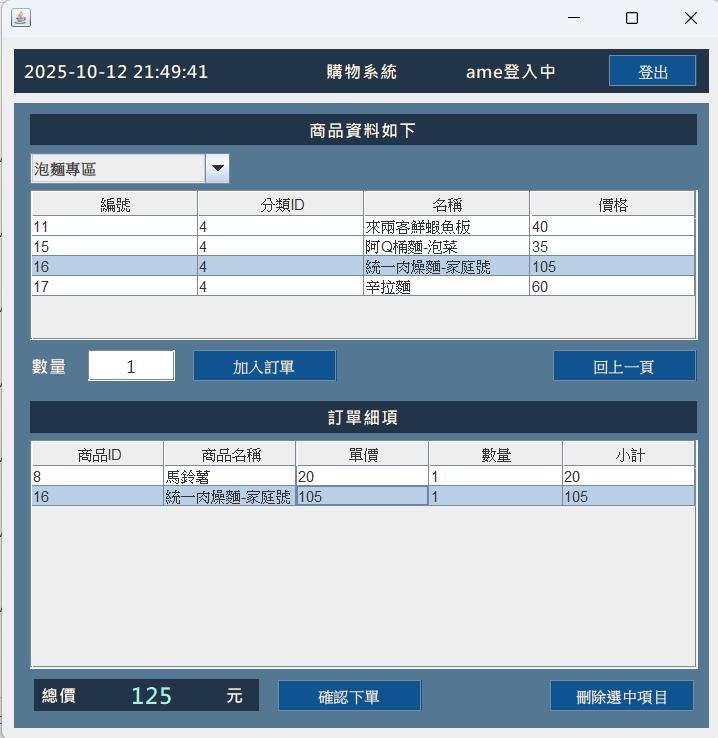 2025-10-12 21:49:41 購物系統 ame登入中 登出
商品資料如下
泡麵專區
編號 分類ID 名稱 價格
11 4 來兩客鮮蝦魚板 40
15 4 阿Q桶麵-泡菜 35
16 4 統一肉燥麵-家庭號 105
17 4 辛拉麵 60
數量 1 加入訂單 回上一頁
訂單細項
商品ID 商品名稱 單價 數量 小計
8 馬鈴薯 20 1 20
16 統一肉燥麵-家庭號 105 1 105
總價 125 元 確認下單 刪除選中項目